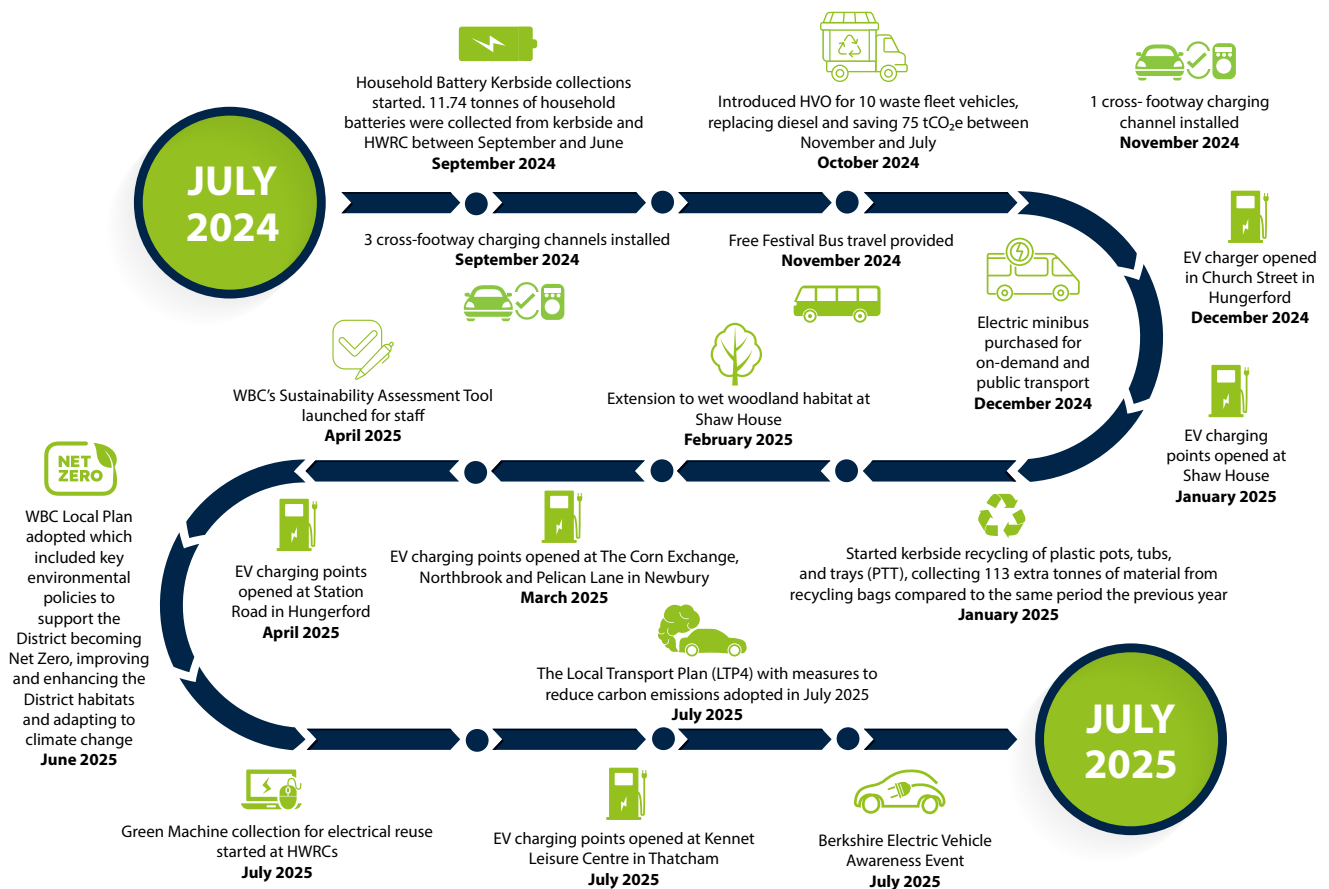 JULY
2024
Household Battery Kerbside collections
started. 11.74 tonnes of household
batteries were collected from kerbside and
HWRC between September and June
September 2024
3 cross-footway charging channels installed
September 2024
Introduced HVO for 10 waste fleet vehicles,
replacing diesel and saving 75 tCO₂e between
November and July
October 2024
Free Festival Bus travel provided
November 2024
1 cross- footway charging
channel installed
November 2024
EV charger opened
in Church Street in
Hungerford
December 2024
Electric minibus
purchased for
on-demand and
public transport
December 2024
EV charging
points opened at
Shaw House
January 2025
Started kerbside recycling of plastic pots, tubs,
and trays (PTT), collecting 113 extra tonnes of material from
recycling bags compared to the same period the previous year
January 2025
Extension to wet woodland habitat at
Shaw House
February 2025
EV charging points opened at The Corn Exchange,
Northbrook and Pelican Lane in Newbury
March 2025
WBC’s Sustainability Assessment Tool
launched for staff
April 2025
EV charging points
opened at Station
Road in Hungerford
April 2025
NET
ZERO
WBC Local Plan
adopted which
included key
environmental
policies to
support the
District becoming
Net Zero, improving
and enhancing the
District habitats
and adapting to
climate change
June 2025
Green Machine collection for electrical reuse
started at HWRCs
July 2025
The Local Transport Plan (LTP4) with measures to
reduce carbon emissions adopted in July 2025
July 2025
EV charging points opened at Kennet
Leisure Centre in Thatcham
July 2025
Berkshire Electric Vehicle
Awareness Event
July 2025
JULY
2025